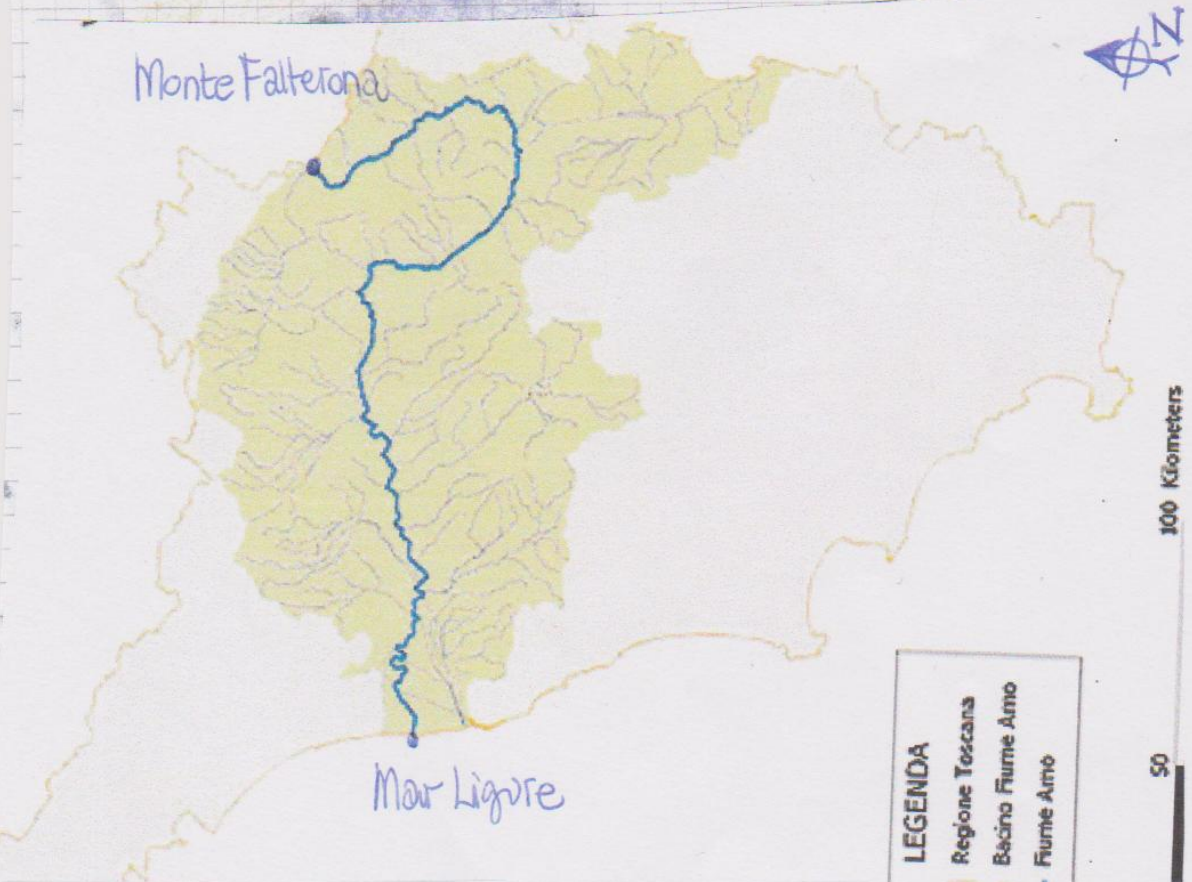 Monte Falterona
N
Mar Ligure
LEGENDA
Regione Toscana
Bacino Fiume Arno
Fiume Arno
50
100 Kilometers